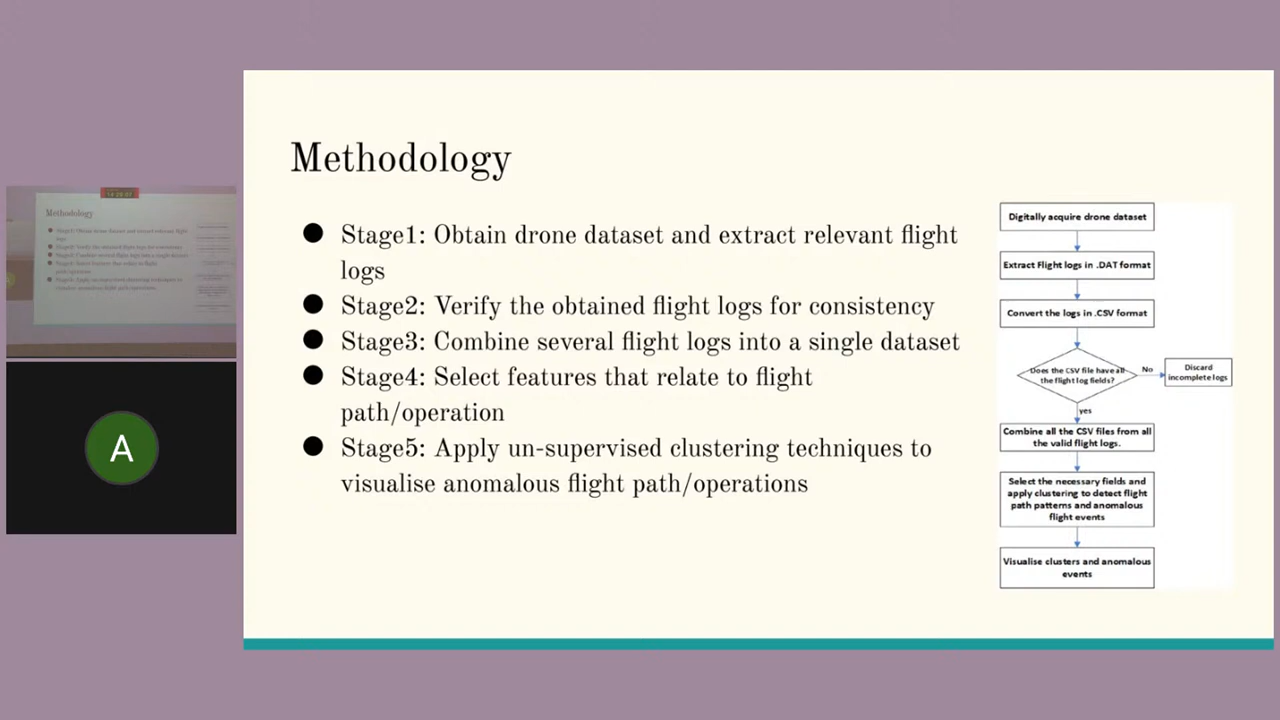 Methodology
Stage1: Obtain drone dataset and extract relevant flight
logs
Stage2: Verify the obtained flight logs for consistency
Stage3: Combine several flight logs into a single dataset
Stage4: Select features that relate to flight
path/operation
Stage5: Apply un-supervised clustering techniques to
visualise anomalous flight path/operations
Digitally acquire drone dataset
Extract Flight logs in .DAT format
Convert the logs in .CSV format
Does the CSV file have all
the flight log fields?
No
Discard
incomplete logs
yes
Combine all the CSV files from all
the valid flight logs.
Select the necessary fields and
apply clustering to detect flight
path patterns and anomalous
flight events
Visualise clusters and anomalous
events
Methodology
A